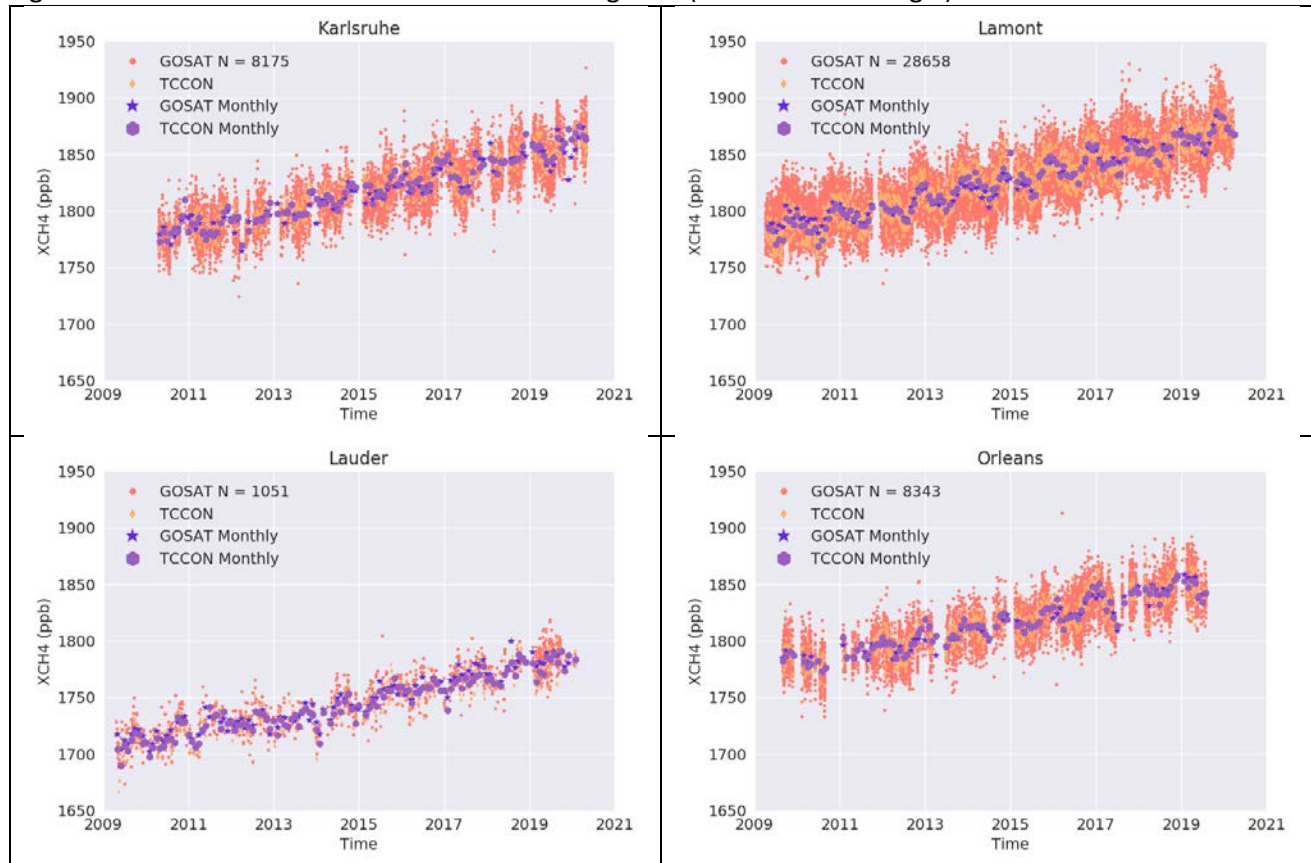 Karlsruhe
1950
1900
1850
1800
1750
1700
1650
XCH4 (ppb)
GOSAT N = 8175
TCCON
GOSAT Monthly
TCCON Monthly
2009 2011 2013 2015 2017 2019 2021
Time
Lamont
1950
1900
1850
1800
1750
1700
1650
XCH4 (ppb)
GOSAT N = 28658
TCCON
GOSAT Monthly
TCCON Monthly
2009 2011 2013 2015 2017 2019 2021
Time
Lauder
1950
1900
1850
1800
1750
1700
1650
XCH4 (ppb)
GOSAT N = 1051
TCCON
GOSAT Monthly
TCCON Monthly
2009 2011 2013 2015 2017 2019 2021
Time
Orleans
1950
1900
1850
1800
1750
1700
1650
XCH4 (ppb)
GOSAT N = 8343
TCCON
GOSAT Monthly
TCCON Monthly
2009 2011 2013 2015 2017 2019 2021
Time